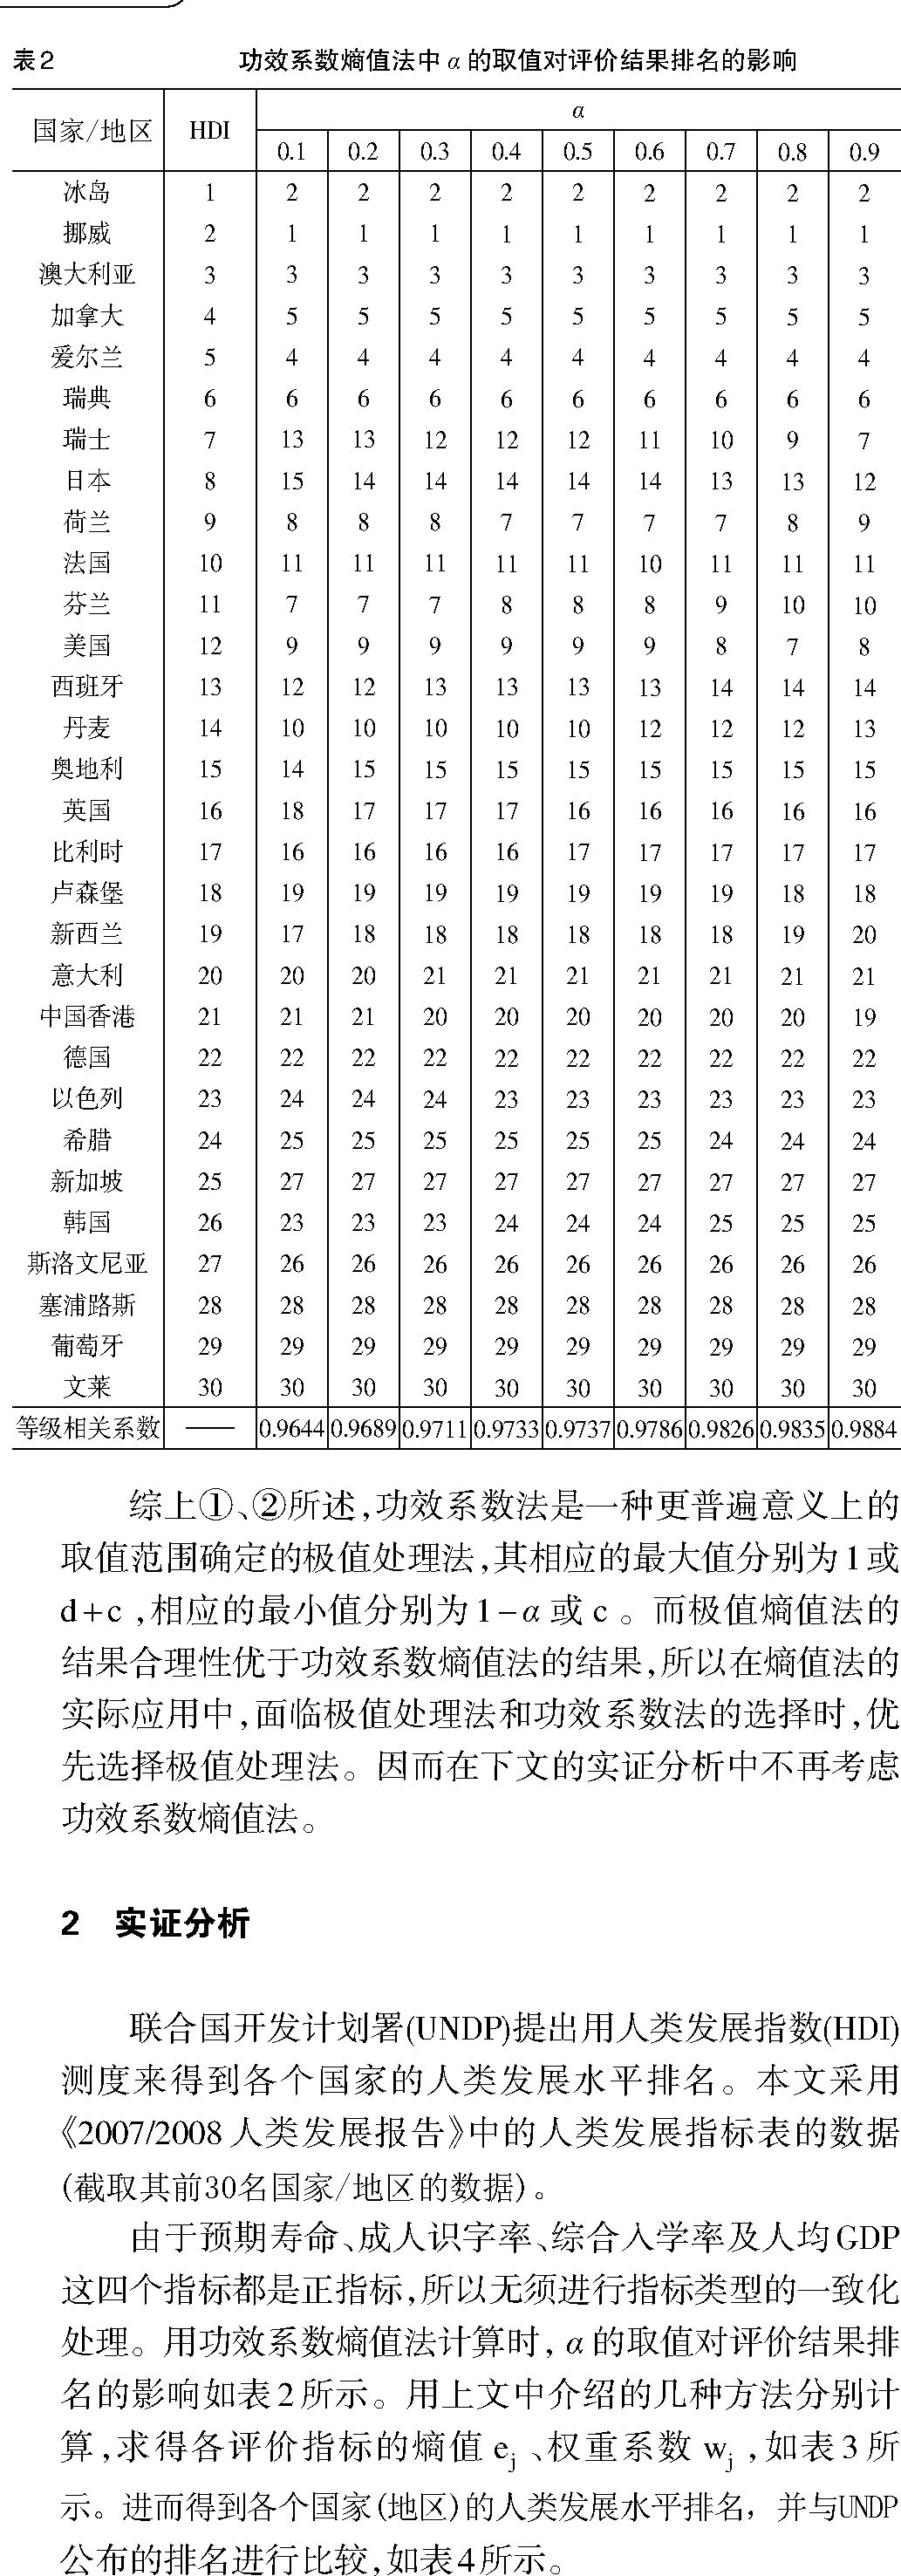 表2 功效系数熵值法中α的取值对评价结果排名的影响
国家/地区 HDI α
0.1 0.2 0.3 0.4 0.5 0.6 0.7 0.8 0.9
冰岛 1 2 2 2 2 2 2 2 2 2
挪威 2 1 1 1 1 1 1 1 1 1
澳大利亚 3 3 3 3 3 3 3 3 3 3
加拿大 4 5 5 5 5 5 5 5 5 5
爱尔兰 5 4 4 4 4 4 4 4 4 4
瑞典 6 6 6 6 6 6 6 6 6 6
瑞士 7 13 13 12 12 12 11 10 9 7
日本 8 15 14 14 14 14 14 13 13 12
荷兰 9 8 8 8 7 7 7 7 8 9
法国 10 11 11 11 11 11 10 11 11 11
芬兰 11 7 7 7 8 8 8 9 10 10
美国 12 9 9 9 9 9 9 8 7 8
西班牙 13 12 12 13 13 13 13 14 14 14
丹麦 14 10 10 10 10 10 12 12 12 13
奥地利 15 14 15 15 15 15 15 15 15 15
英国 16 18 17 17 17 16 16 16 16 16
比利时 17 16 16 16 16 17 17 17 17 17
卢森堡 18 19 19 19 19 19 19 19 18 18
新西兰 19 17 18 18 18 18 18 18 19 20
意大利 20 20 20 21 21 21 21 21 21 21
中国香港 21 21 21 20 20 20 20 20 20 19
德国 22 22 22 22 22 22 22 22 22 22
以色列 23 24 24 24 23 23 23 23 23 23
希腊 24 25 25 25 25 25 25 24 24 24
新加坡 25 27 27 27 27 27 27 27 27 27
韩国 26 23 23 23 24 24 24 25 25 25
斯洛文尼亚 27 26 26 26 26 26 26 26 26 26
塞浦路斯 28 28 28 28 28 28 28 28 28 28
葡萄牙 29 29 29 29 29 29 29 29 29 29
文莱 30 30 30 30 30 30 30 30 30 30
等级相关系数 —— 0.9644 0.9689 0.9711 0.9733 0.9737 0.9786 0.9826 0.9835 0.9884
综上①、②所述,功效系数法是一种更普遍意义上的
取值范围确定的极值处理法,其相应的最大值分别为1或
d+c ,相应的最小值分别为1-α或c 。而极值熵值法的
结果合理性优于功效系数熵值法的结果,所以在熵值法的
实际应用中,面临极值处理法和功效系数法的选择时,优
先选择极值处理法。因而在下文的实证分析中不再考虑
功效系数熵值法。
2 实证分析
联合国开发计划署(UNDP)提出用人类发展指数(HDI)
测度来得到各个国家的人类发展水平排名。本文采用
《2007/2008人类发展报告》中的人类发展指标表的数据
(截取其前30名国家/地区的数据)。
由于预期寿命、成人识字率、综合入学率及人均GDP
这四个指标都是正指标,所以无须进行指标类型的一致化
处理。用功效系数熵值法计算时,α的取值对评价结果排
名的影响如表2所示。用上文中介绍的几种方法分别计
算,求得各评价指标的熵值 ej 、权重系数 wj ,如表3所
示。进而得到各个国家(地区)的人类发展水平排名，并与UNDP
公布的排名进行比较,如表4所示。